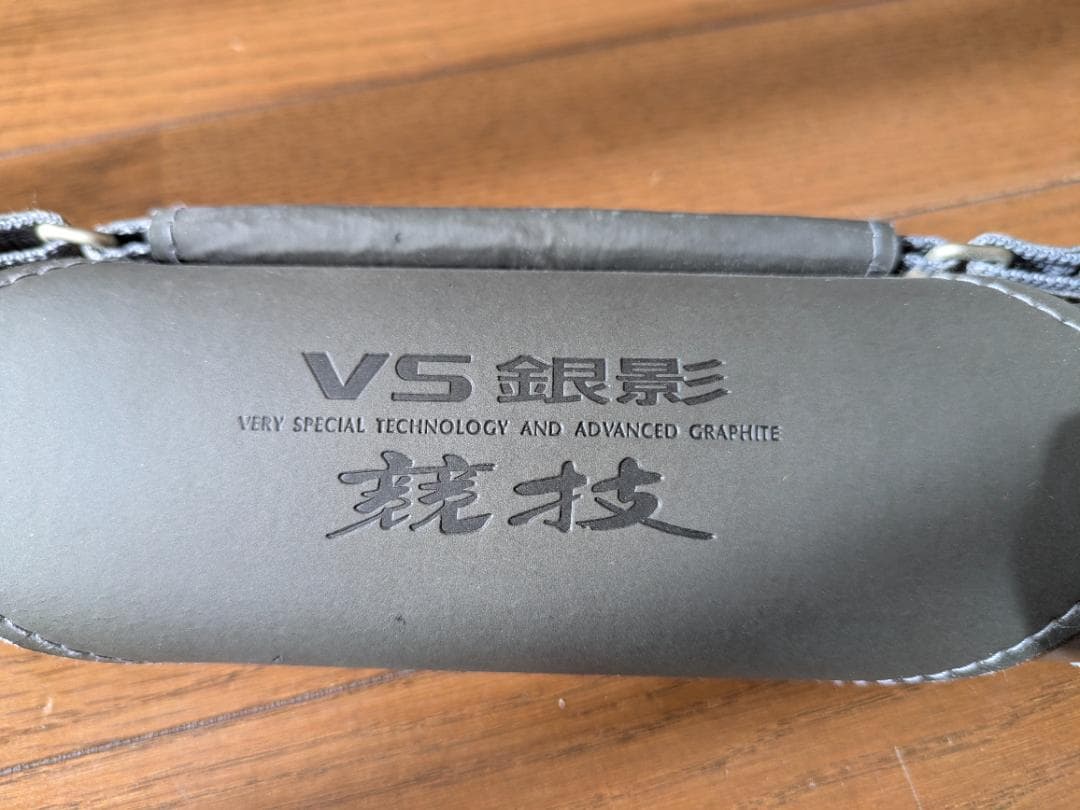 VS 銀影
VERY SPECIAL TECHNOLOGY AND ADVANCED GRAPHITE
競技